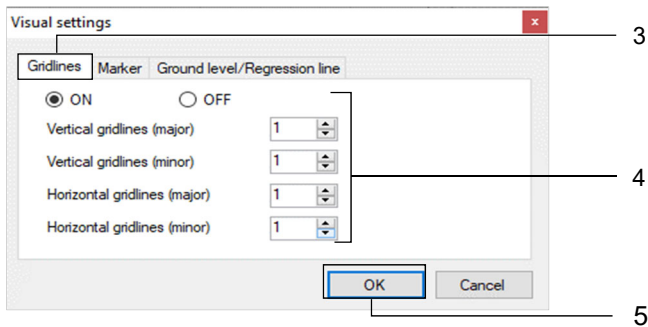 Visual settings x
3
Gridlines Marker Ground level/Regression line
ON OFF
Vertical gridlines (major) 1
Vertical gridlines (minor) 1
4
Horizontal gridlines (major) 1
Horizontal gridlines (minor) 1
OK Cancel
5